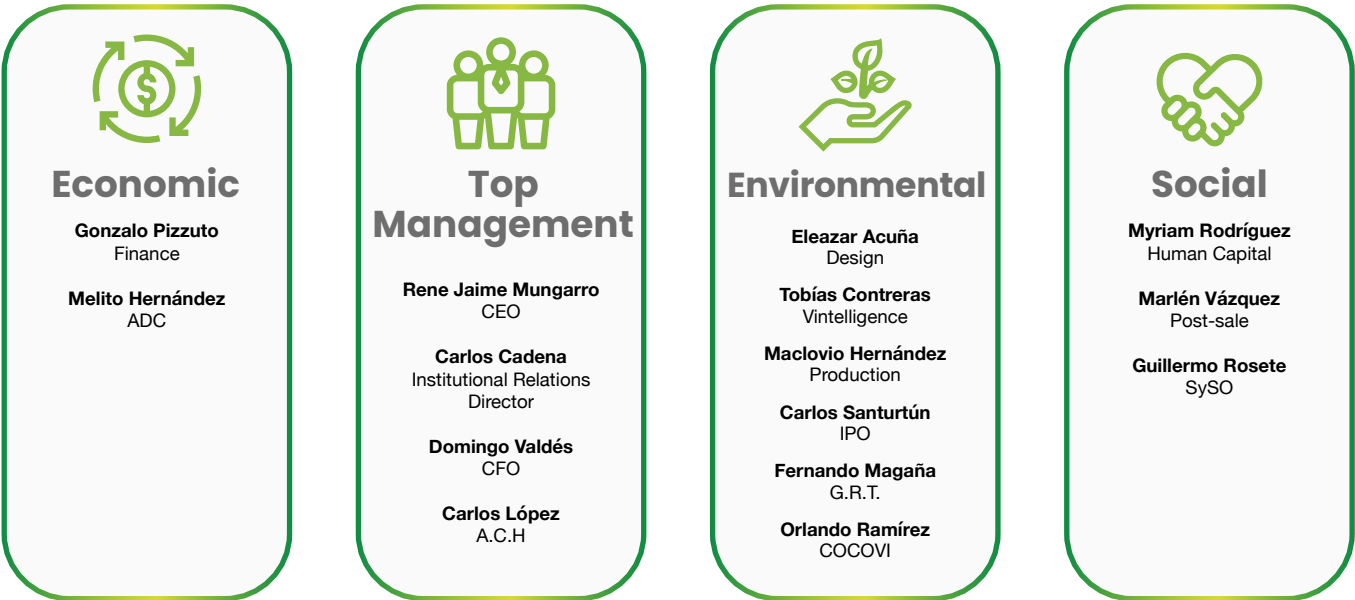 Economic
Gonzalo Pizzuto
Finance
Melito Hernández
ADC
Top
Management
Rene Jaime Mungarro
CEO
Carlos Cadena
Institutional Relations
Director
Domingo Valdés
CFO
Carlos López
A.C.H
Environmental
Eleazar Acuña
Design
Tobías Contreras
Vintelligence
Maclovio Hernández
Production
Carlos Santurtún
IPO
Fernando Magaña
G.R.T.
Orlando Ramírez
COCOVI
Social
Myriam Rodríguez
Human Capital
Marlén Vázquez
Post-sale
Guillermo Rosete
SySO